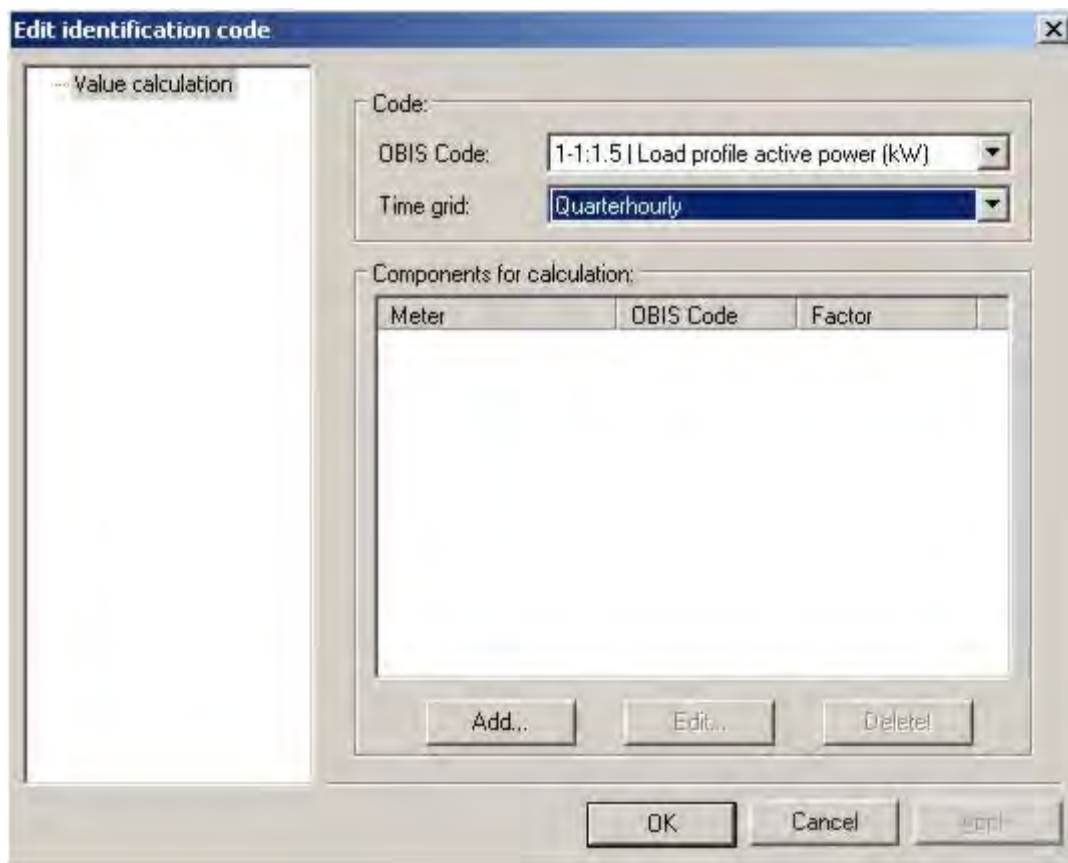 Edit identification code
Value calculation
Code:
OBIS Code: 1-1:1.5 | Load profile active power (kW)
Time grid: Quarterhourly
Components for calculation:
Meter OBIS Code Factor
Add... Edit... Delete!
OK Cancel